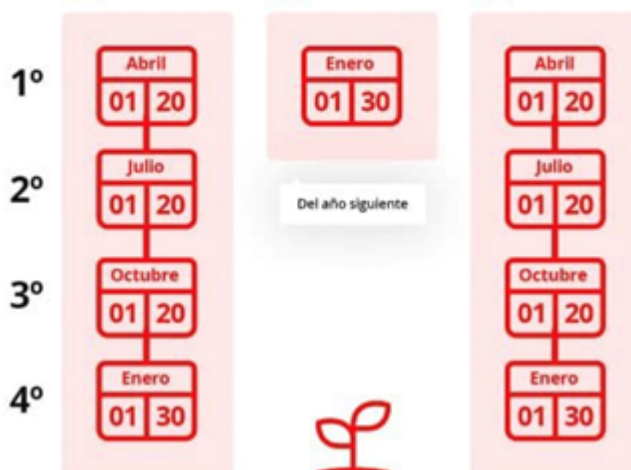 1º
Abril
01 20
Enero
01 30
Abril
01 20
2º
Julio
01 20
Del año siguiente
Julio
01 20
3º
Octubre
01 20
Octubre
01 20
4º
Enero
01 30
Enero
01 30